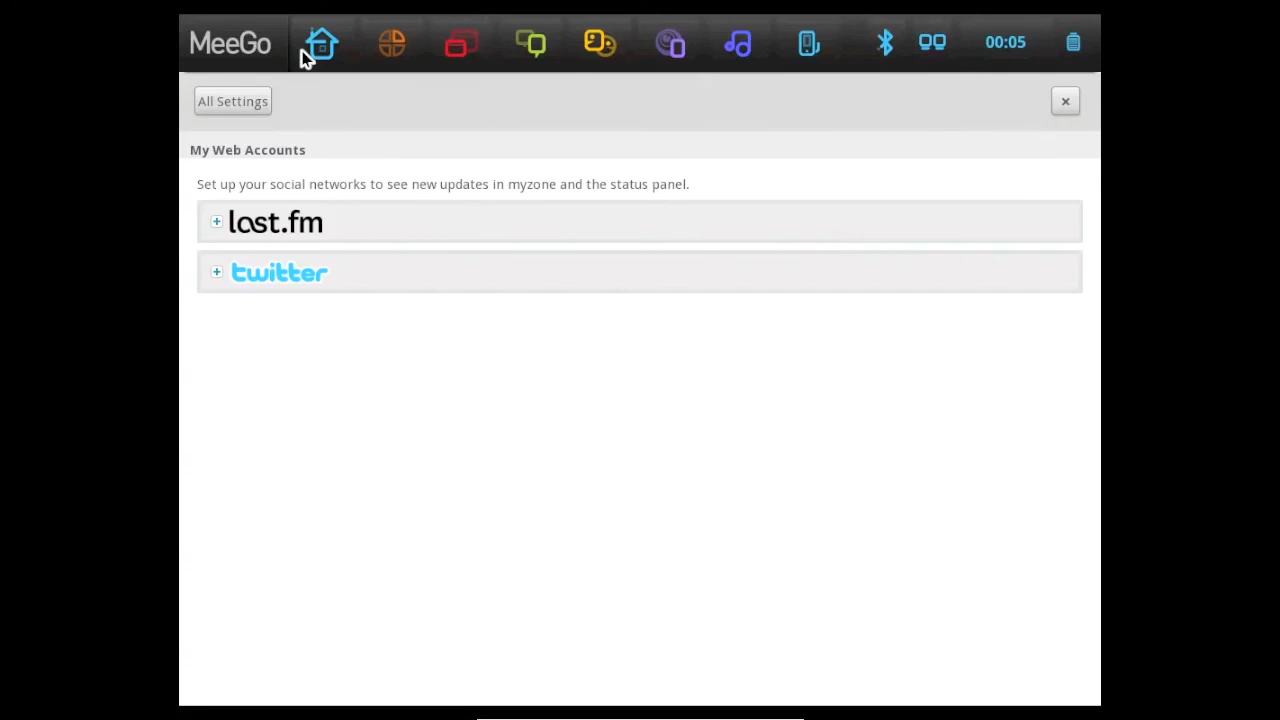 MeeGo
00:05
All Settings
My Web Accounts
Set up your social networks to see new updates in myzone and the status panel.
last.fm
twitter